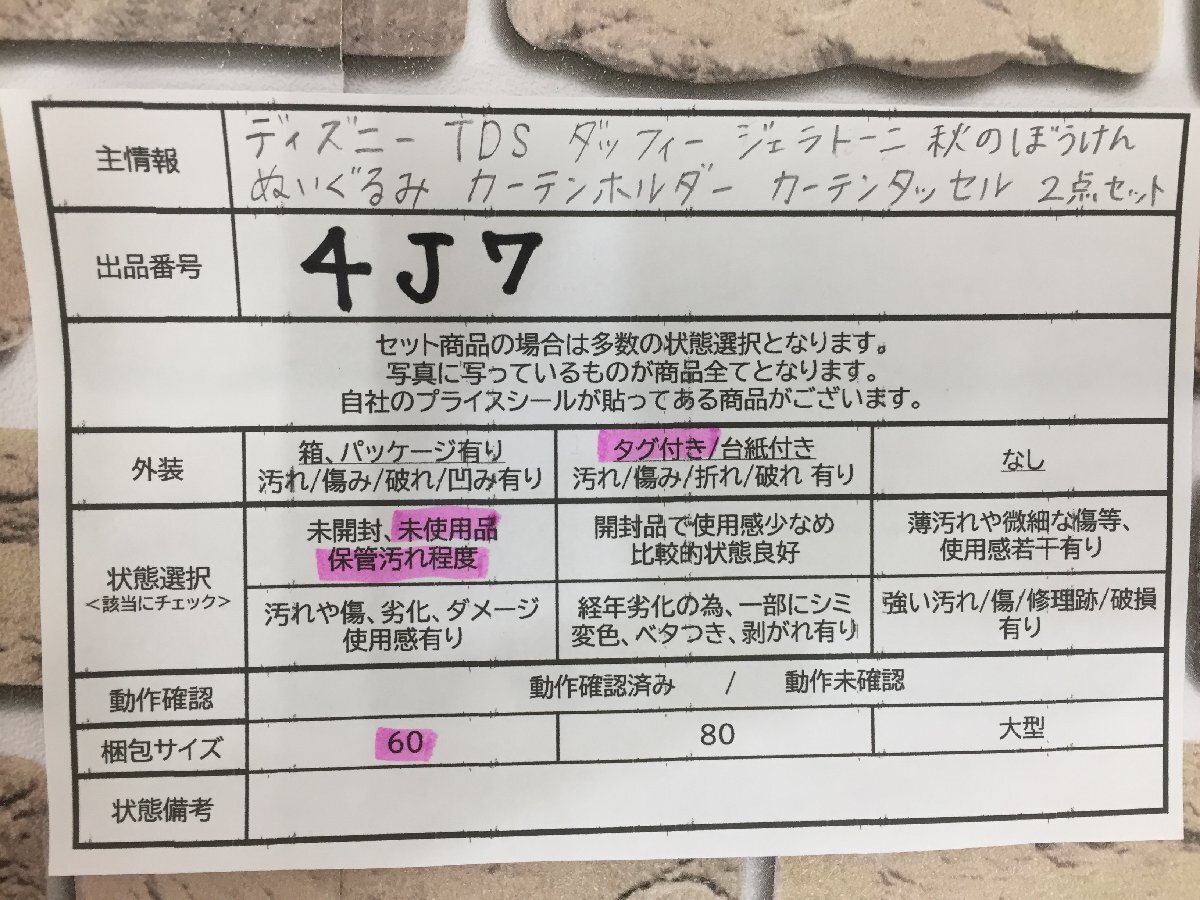 主情報
ディズニー TDS ダッフィー ジェラトーニ 秋のぼうけん
ぬいぐるみ カーテンホルダー カーテンタッセル 2点セット
出品番号
4J7
セット商品の場合は多数の状態選択となります。
写真に写っているものが商品全てとなります。
自社のプライスシールが貼ってある商品がございます。
外装
箱、パッケージ有り
汚れ/傷み/破れ/凹み有り
タグ付き/台紙付き
汚れ/傷み/折れ/破れ 有り
なし
状態選択
<該当にチェック>
未開封、未使用品
保管汚れ程度
開封品で使用感少なめ
比較的状態良好
薄汚れや微細な傷等、
使用感若干有り
汚れや傷、劣化、ダメージ
使用感有り
経年劣化の為、一部にシミ
変色、ベタつき、剥がれ有り
強い汚れ/傷/修理跡/破損
有り
動作確認
動作確認済み / 動作未確認
梱包サイズ
60
80
大型
状態備考